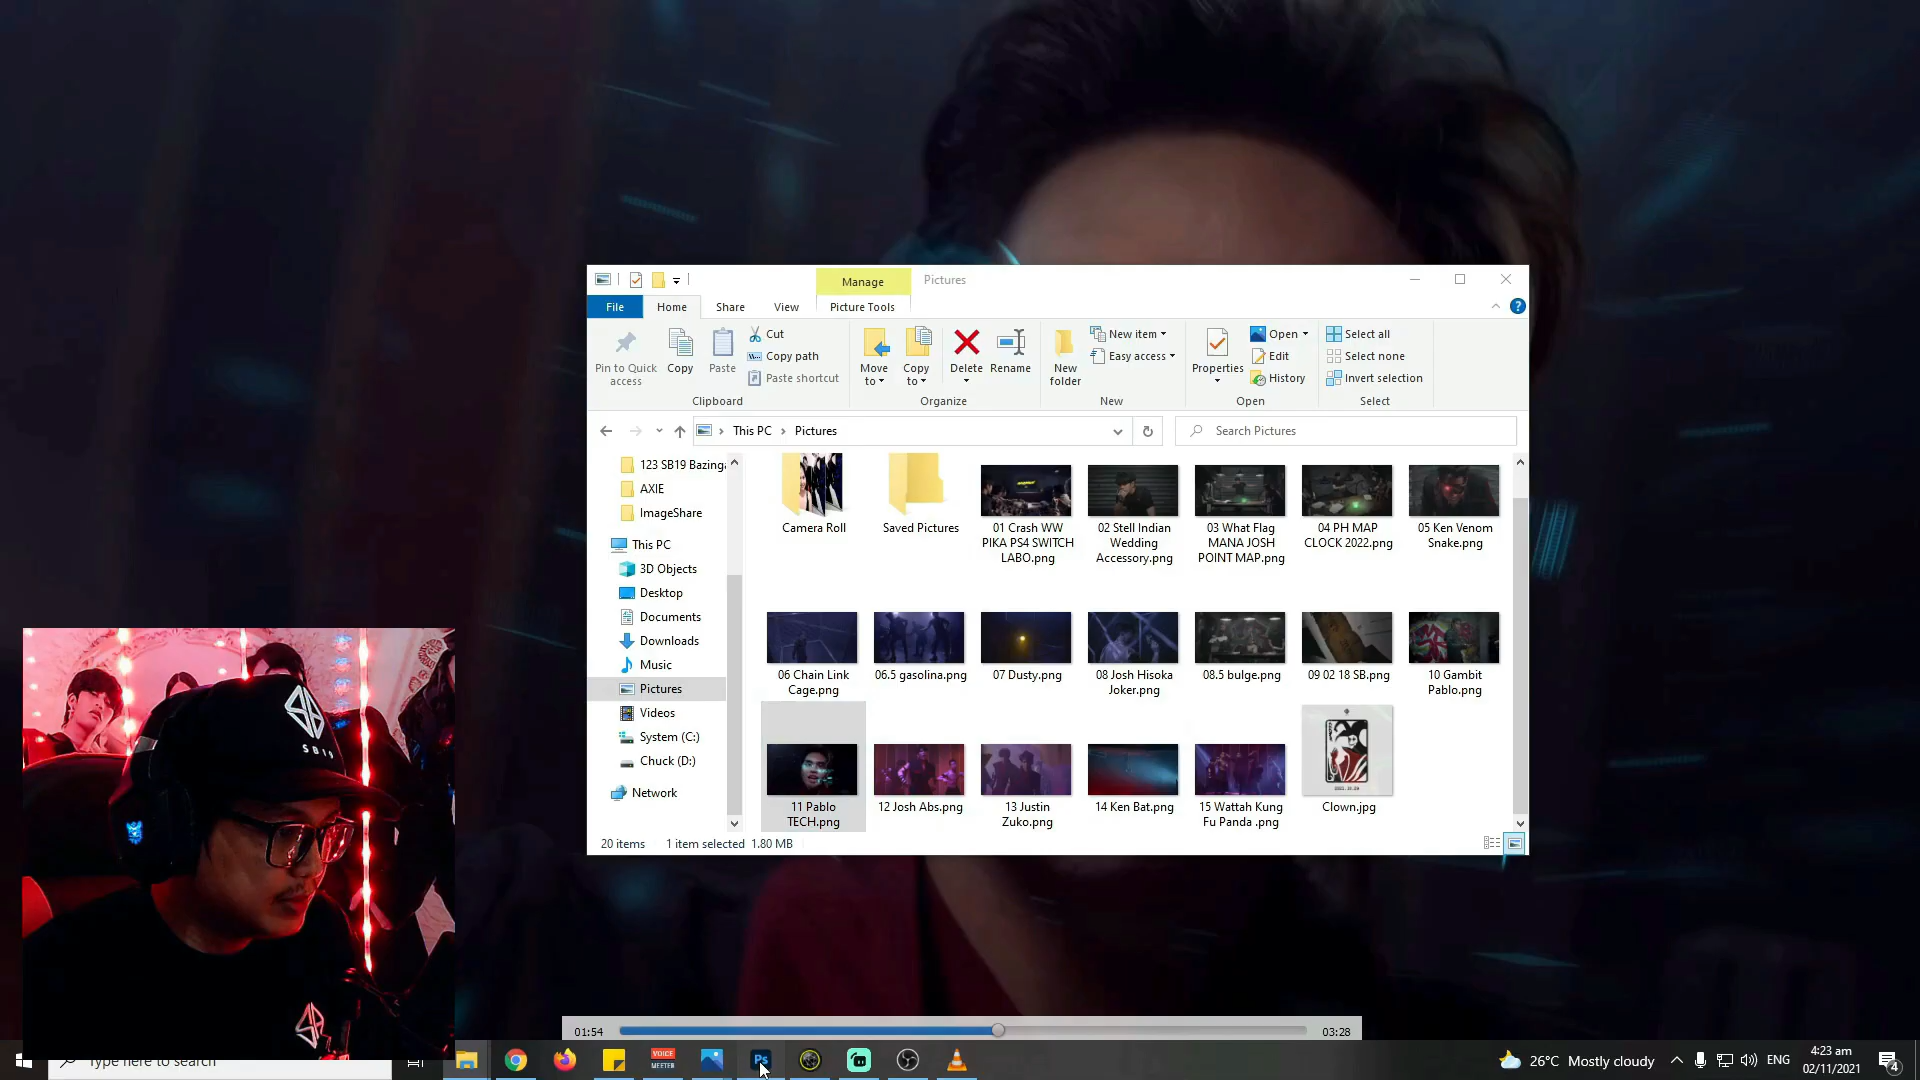 Manage
Pictures
File
Home
Share
View
Picture Tools
Pin to Quick access
Copy
Paste
Cut
Copy path
Paste shortcut
Move to
Copy to
Delete
Rename
New folder
New item
Easy access
Properties
Open
Edit
History
Select all
Select none
Invert selection
Clipboard
Organize
New
Open
Select
This PC
Pictures
Search Pictures
123 SB19 Bazing
AXIE
ImageShare
This PC
3D Objects
Desktop
Documents
Downloads
Music
Pictures
Videos
System (C:)
Chuck (D:)
Network
Camera Roll
Saved Pictures
01 Crash WW
PIKA PS4 SWITCH
LABO.png
02 Stell Indian
Wedding
Accessory.png
03 What Flag
MANA JOSH
POINT MAP.png
04 PH MAP
CLOCK 2022.png
05 Ken Venom
Snake.png
06 Chain Link
Cage.png
06.5 gasolina.png
07 Dusty.png
08 Josh Hisoka
Joker.png
08.5 bulge.png
09 02 18 SB.png
10 Gambit
Pablo.png
11 Pablo
TECH.png
12 Josh Abs.png
13 Justin
Zuko.png
14 Ken Bat.png
15 Wattah Kung
Fu Panda .png
Clown.jpg
20 items
1 item selected
1.80 MB
SB19
01:54
03:28
Type here to search
VOICE
MEETER
Ps
26°C Mostly cloudy
ENG
4:23 am
02/11/2021
4